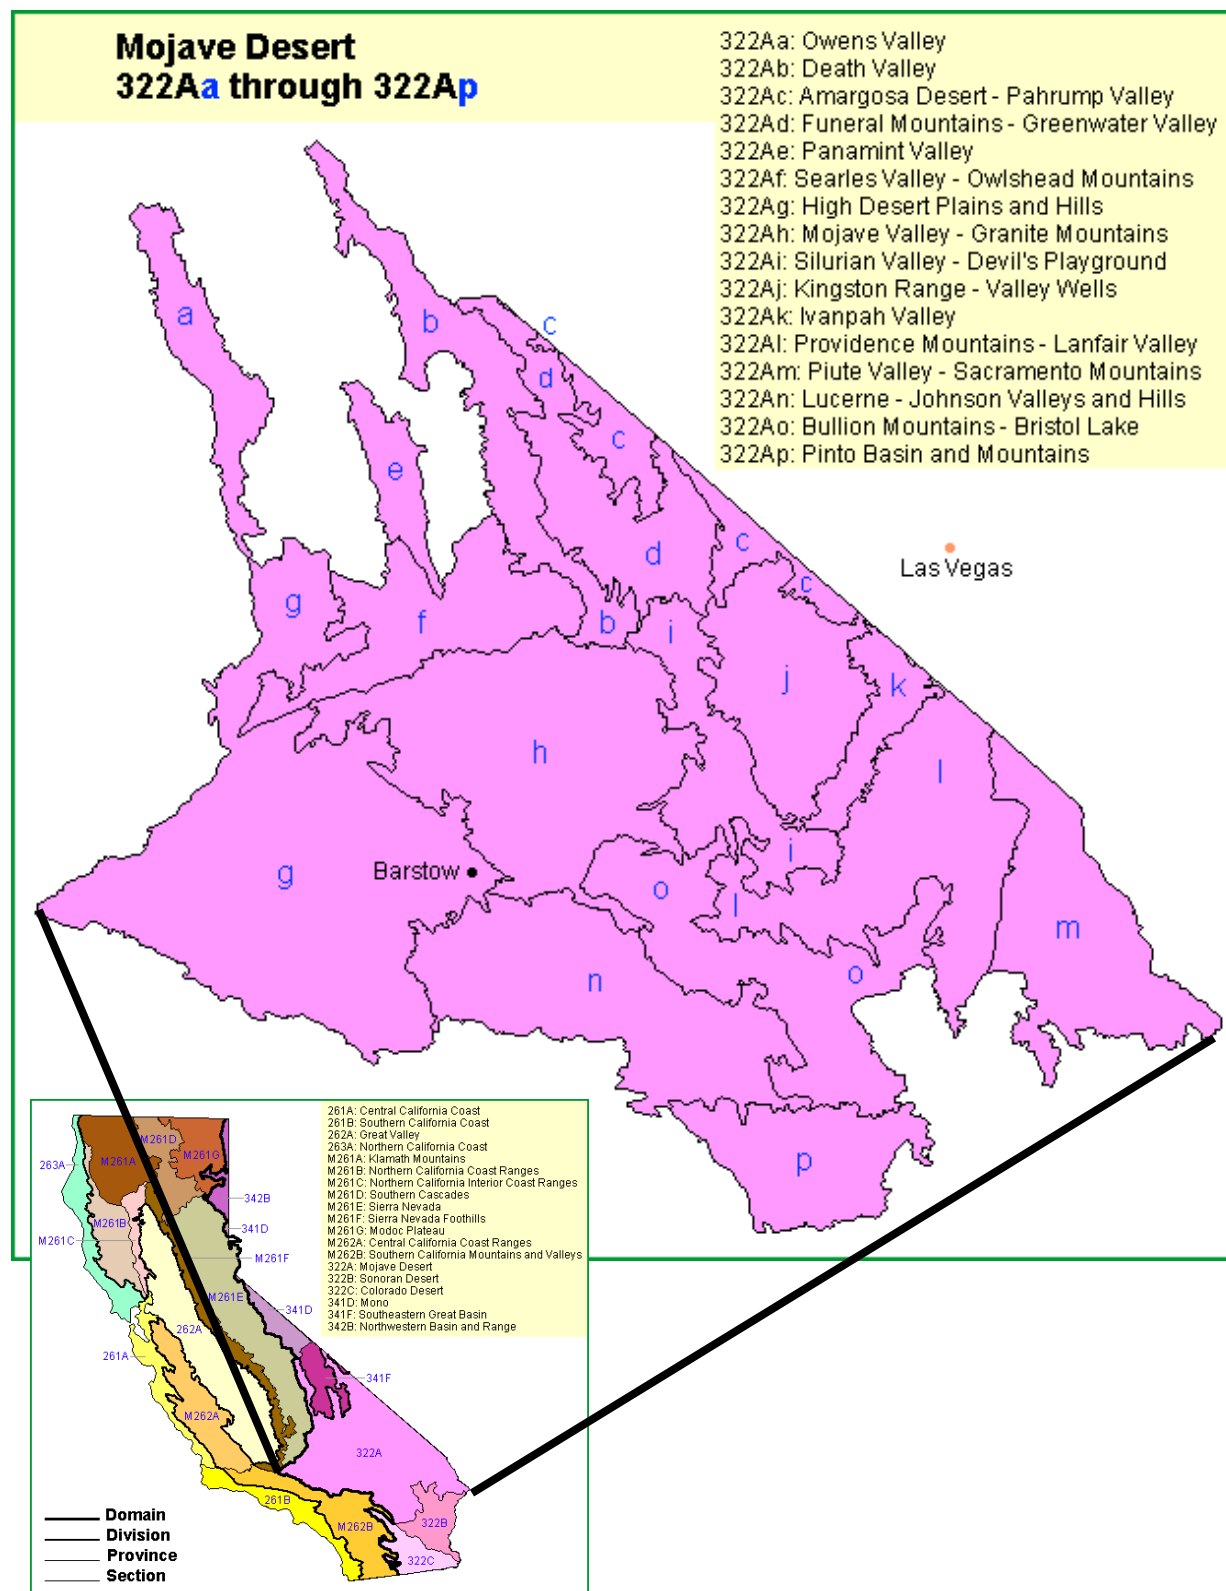 Mojave Desert
322Aa through 322Ap
322Aa: Owens Valley
322Ab: Death Valley
322Ac: Amargosa Desert - Pahrump Valley
322Ad: Funeral Mountains - Greenwater Valley
322Ae: Panamint Valley
322Af: Searles Valley - Owlshead Mountains
322Ag: High Desert Plains and Hills
322Ah: Mojave Valley - Granite Mountains
322Ai: Silurian Valley - Devil's Playground
322Aj: Kingston Range - Valley Wells
322Ak: Ivanpah Valley
322Al: Providence Mountains - Lanfair Valley
322Am: Piute Valley - Sacramento Mountains
322An: Lucerne - Johnson Valleys and Hills
322Ao: Bullion Mountains - Bristol Lake
322Ap: Pinto Basin and Mountains
a
b
c
d
c
e
c
d
Las Vegas
c
g
f
b
i
j
k
h
l
Barstow
g
i
o
l
m
n
o
p
261A: Central California Coast
261B: Southern California Coast
262A: Great Valley
263A: Northern California Coast
M261A: Klamath Mountains
M261B: Northern California Coast Ranges
M261C: Northern California Interior Coast Ranges
M261D: Southern Cascades
M261E: Sierra Nevada
M261F: Sierra Nevada Foothills
M261G: Modoc Plateau
M262A: Central California Coast Ranges
M262B: Southern California Mountains and Valleys
322A: Mojave Desert
322B: Sonoran Desert
322C: Colorado Desert
341D: Mono
341F: Southeastern Great Basin
342B: Northwestern Basin and Range
M261D
263A
M261A
M261G
342B
M261B
341D
M261C
M261F
M261E
341D
262A
261A
341F
M262A
322A
261B
M262B
322B
322C
Domain
Division
Province
Section